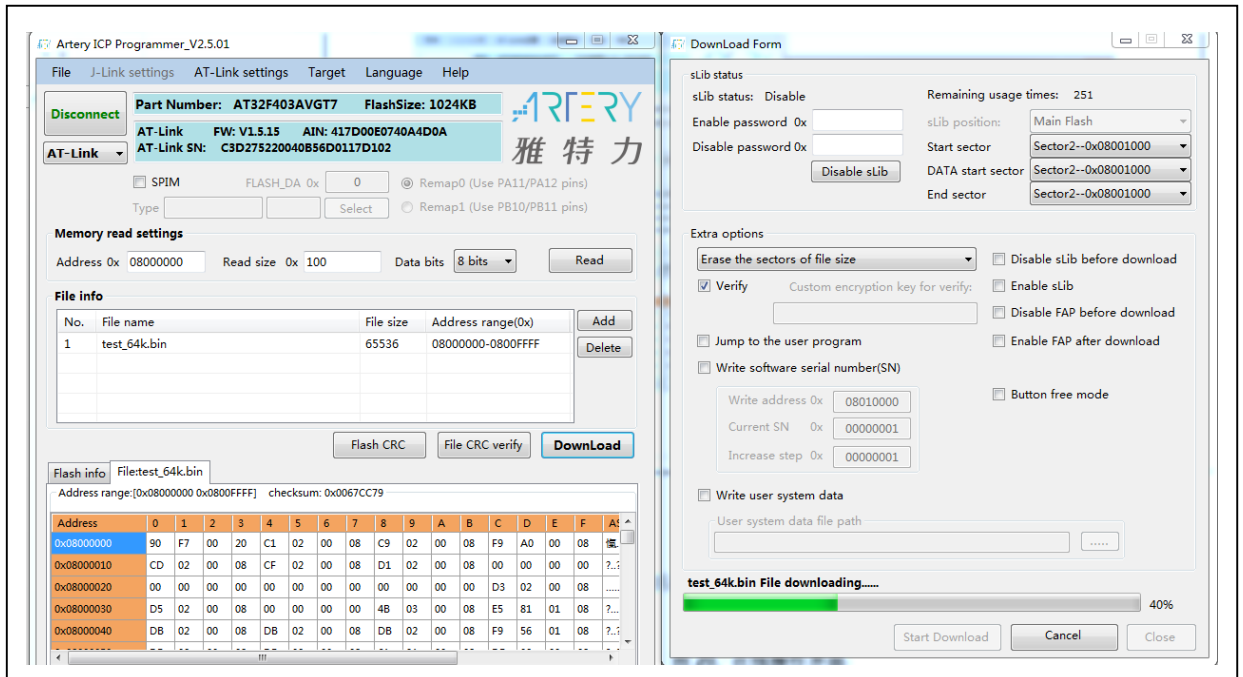 Artery ICP Programmer_V2.5.01
File J-Link settings AT-Link settings Target Language Help
Disconnect
Part Number: AT32F403AVGT7 FlashSize: 1024KB
AT-Link FW: V1.5.15 AIN: 417D00E0740A4D0A
AT-Link SN: C3D275220040B56D0117D102
AT-Link
ARTERY
雅特力
SPIM FLASH_DA 0x 0 Remap0 (Use PA11/PA12 pins)
Type Select Remap1 (Use PB10/PB11 pins)
Memory read settings
Address 0x 08000000 Read size 0x 100 Data bits 8 bits Read
File info
No. File name File size Address range(0x) Add
1 test_64k.bin 65536 08000000-0800FFFF Delete
Flash CRC File CRC verify DownLoad
Flash info File:test_64k.bin
Address range:[0x08000000 0x0800FFFF] checksum: 0x0067CC79
Address 0 1 2 3 4 5 6 7 8 9 A B C D E F
0x08000000 90 F7 00 20 C1 02 00 08 C9 02 00 08 F9 A0 00 08
0x08000010 CD 02 00 08 CF 02 00 08 D1 02 00 08 00 00 00 00 ?..?
0x08000020 00 00 00 00 00 00 00 00 00 00 00 00 D3 02 00 08 .....
0x08000030 D5 02 00 08 00 00 00 00 4B 03 00 08 E5 81 01 08 ?...
0x08000040 DB 02 00 08 DB 02 00 08 DB 02 00 08 F9 56 01 08 ?..?
DownLoad Form
sLib status
sLib status: Disable Remaining usage times: 251
Enable password 0x sLib position: Main Flash
Disable password 0x Start sector Sector2--0x08001000
Disable sLib DATA start sector Sector2--0x08001000
End sector Sector2--0x08001000
Extra options
Erase the sectors of file size Disable sLib before download
Verify Custom encryption key for verify: Enable sLib
Disable FAP before download
Jump to the user program Enable FAP after download
Write software serial number(SN)
Write address 0x 08010000 Button free mode
Current SN 0x 00000001
Increase step 0x 00000001
Write user system data
User system data file path
.....
test_64k.bin File downloading......
40%
Start Download Cancel Close